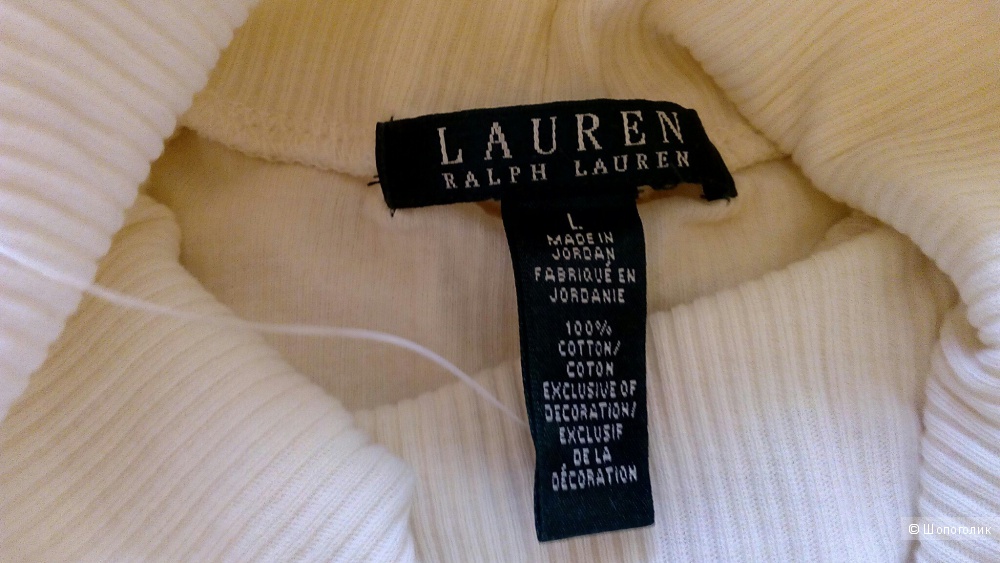 LAUREN
RALPH LAUREN
L
MADE IN
JORDAN
FABRIQUÉ EN
JORDANIE
100%
COTTON/
COTON
EXCLUSIVE OF
DECORATION/
EXCLUSIF
DE LA
DÉCORATION
© Шопоголик